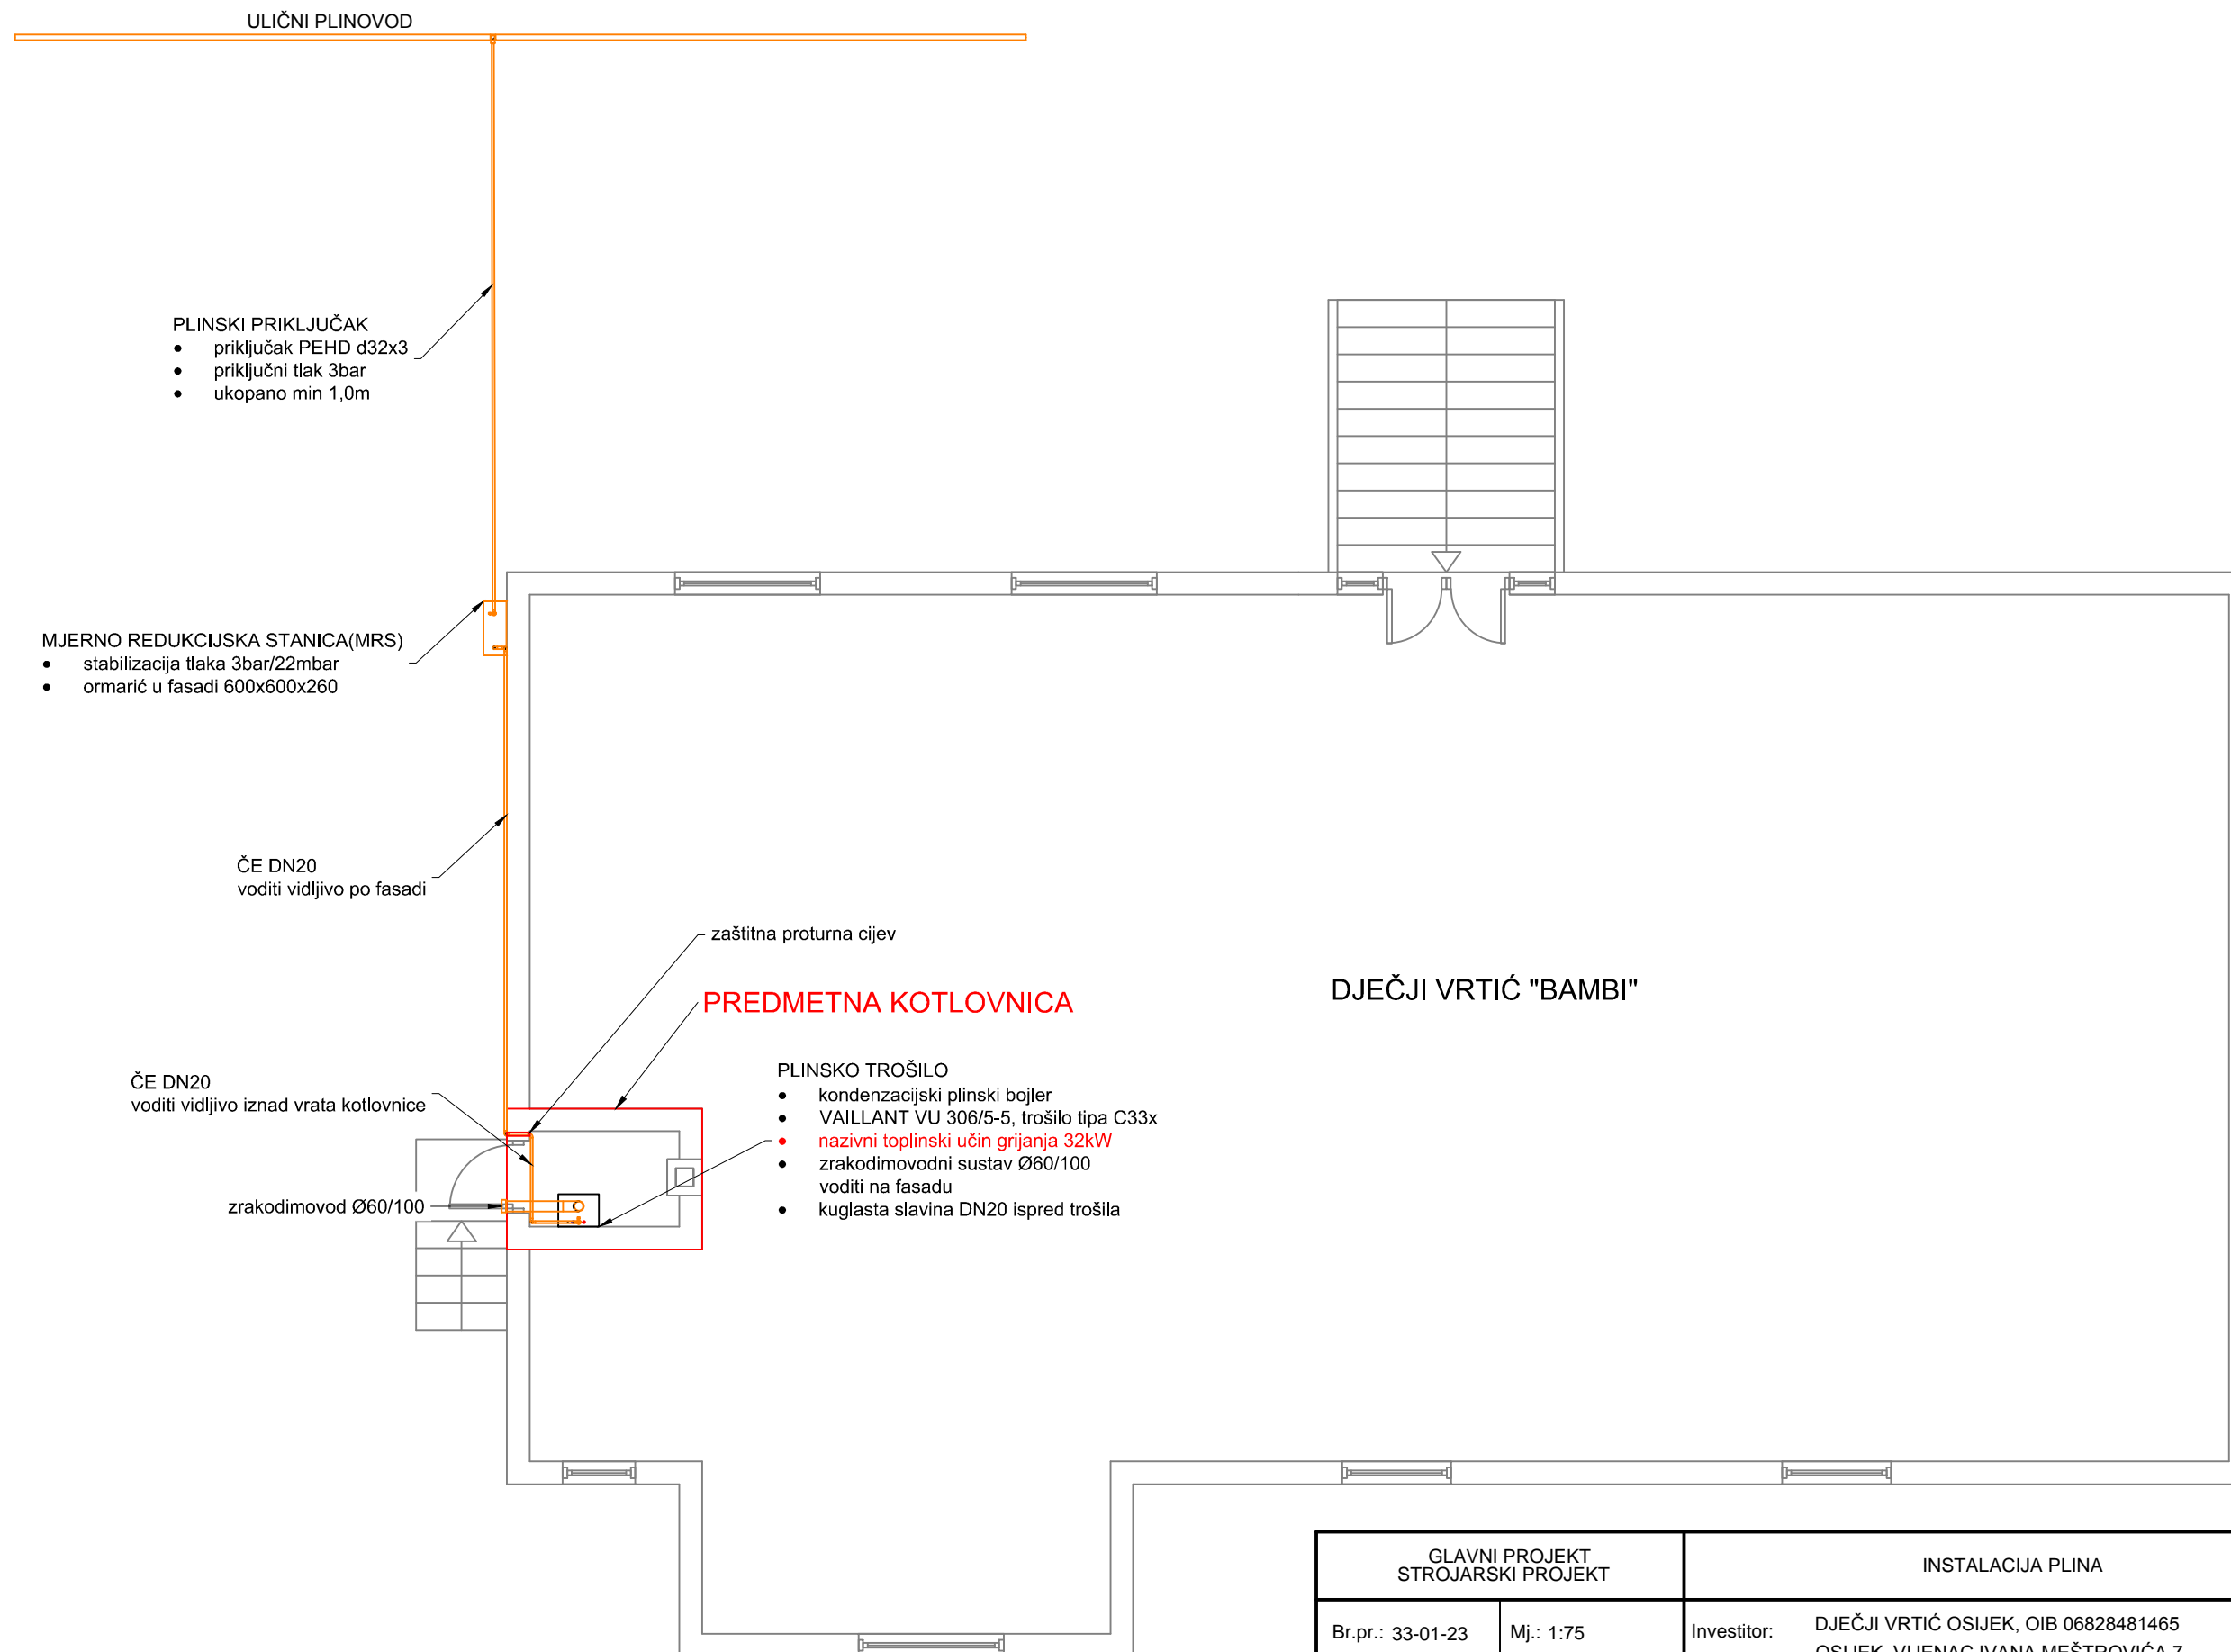 ULIČNI PLINOVOD
PLINSKI PRIKLJUČAK
• priključak PEHD d32x3
• priključni tlak 3bar
• ukopano min 1,0m
MJERNO REDUKCIJSKA STANICA(MRS)
• stabilizacija tlaka 3bar/22mbar
• ormarić u fasadi 600x600x260
ČE DN20
voditi vidljivo po fasadi
zaštitna proturna cijev
PREDMETNA KOTLOVNICA
DJEČJI VRTIĆ "BAMBI"
ČE DN20
voditi vidljivo iznad vrata kotlovnice
PLINSKO TROŠILO
• kondenzacijski plinski bojler
• VAILLANT VU 306/5-5, trošilo tipa C33x
• nazivni toplinski učin grijanja 32kW
• zrakodimovodni sustav Ø60/100
voditi na fasadu
• kuglasta slavina DN20 ispred trošila
zrakodimovod Ø60/100
GLAVNI PROJEKT
STROJARSKI PROJEKT
INSTALACIJA PLINA
Br.pr.: 33-01-23
Mj.: 1:75
Investitor: DJEČJI VRTIĆ OSIJEK, OIB 06828481465
OSIJEK, VIJENAC IVANA MEŠTROVIĆA 7